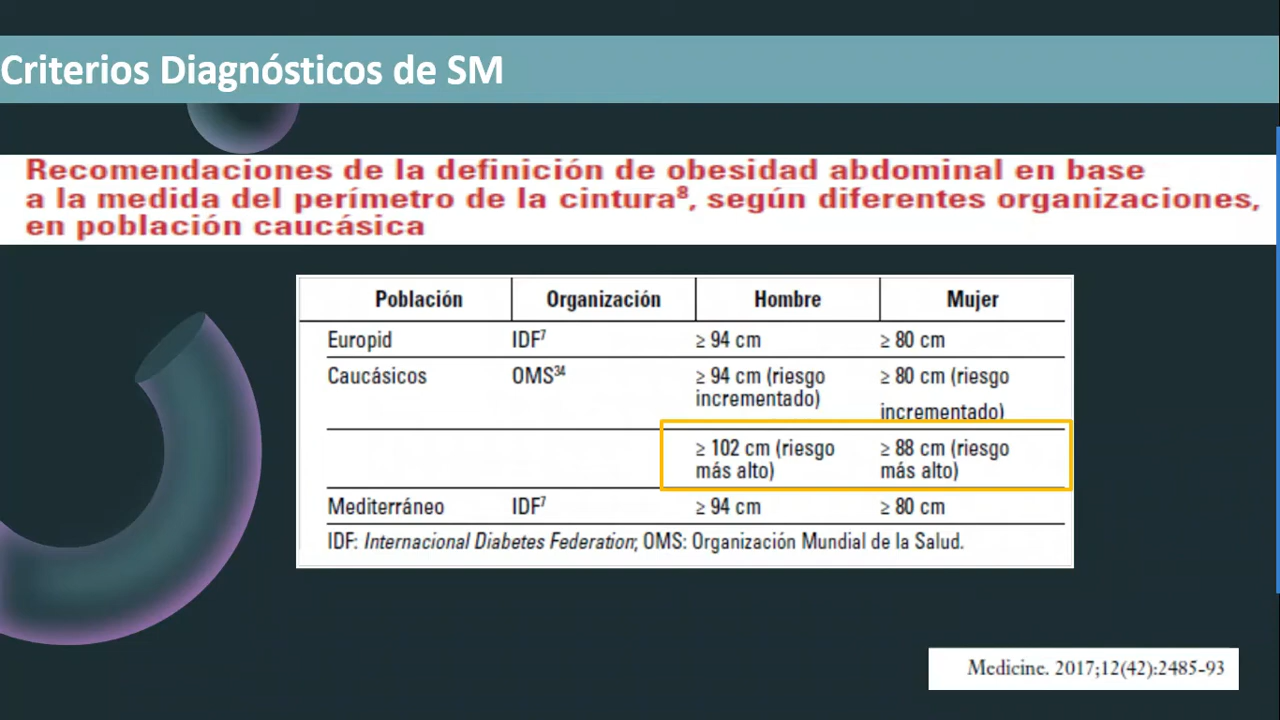 Criterios Diagnósticos de SM
Recomendaciones de la definición de obesidad abdominal en base
a la medida del perímetro de la cintura⁸, según diferentes organizaciones,
en población caucásica
Población Organización Hombre Mujer
Europid IDF⁷ ≥ 94 cm ≥ 80 cm
Caucásicos OMS³⁴ ≥ 94 cm (riesgo incrementado) ≥ 80 cm (riesgo incrementado)
≥ 102 cm (riesgo más alto) ≥ 88 cm (riesgo más alto)
Mediterráneo IDF⁷ ≥ 94 cm ≥ 80 cm
IDF: Internacional Diabetes Federation; OMS: Organización Mundial de la Salud.
Medicine. 2017;12(42):2485-93